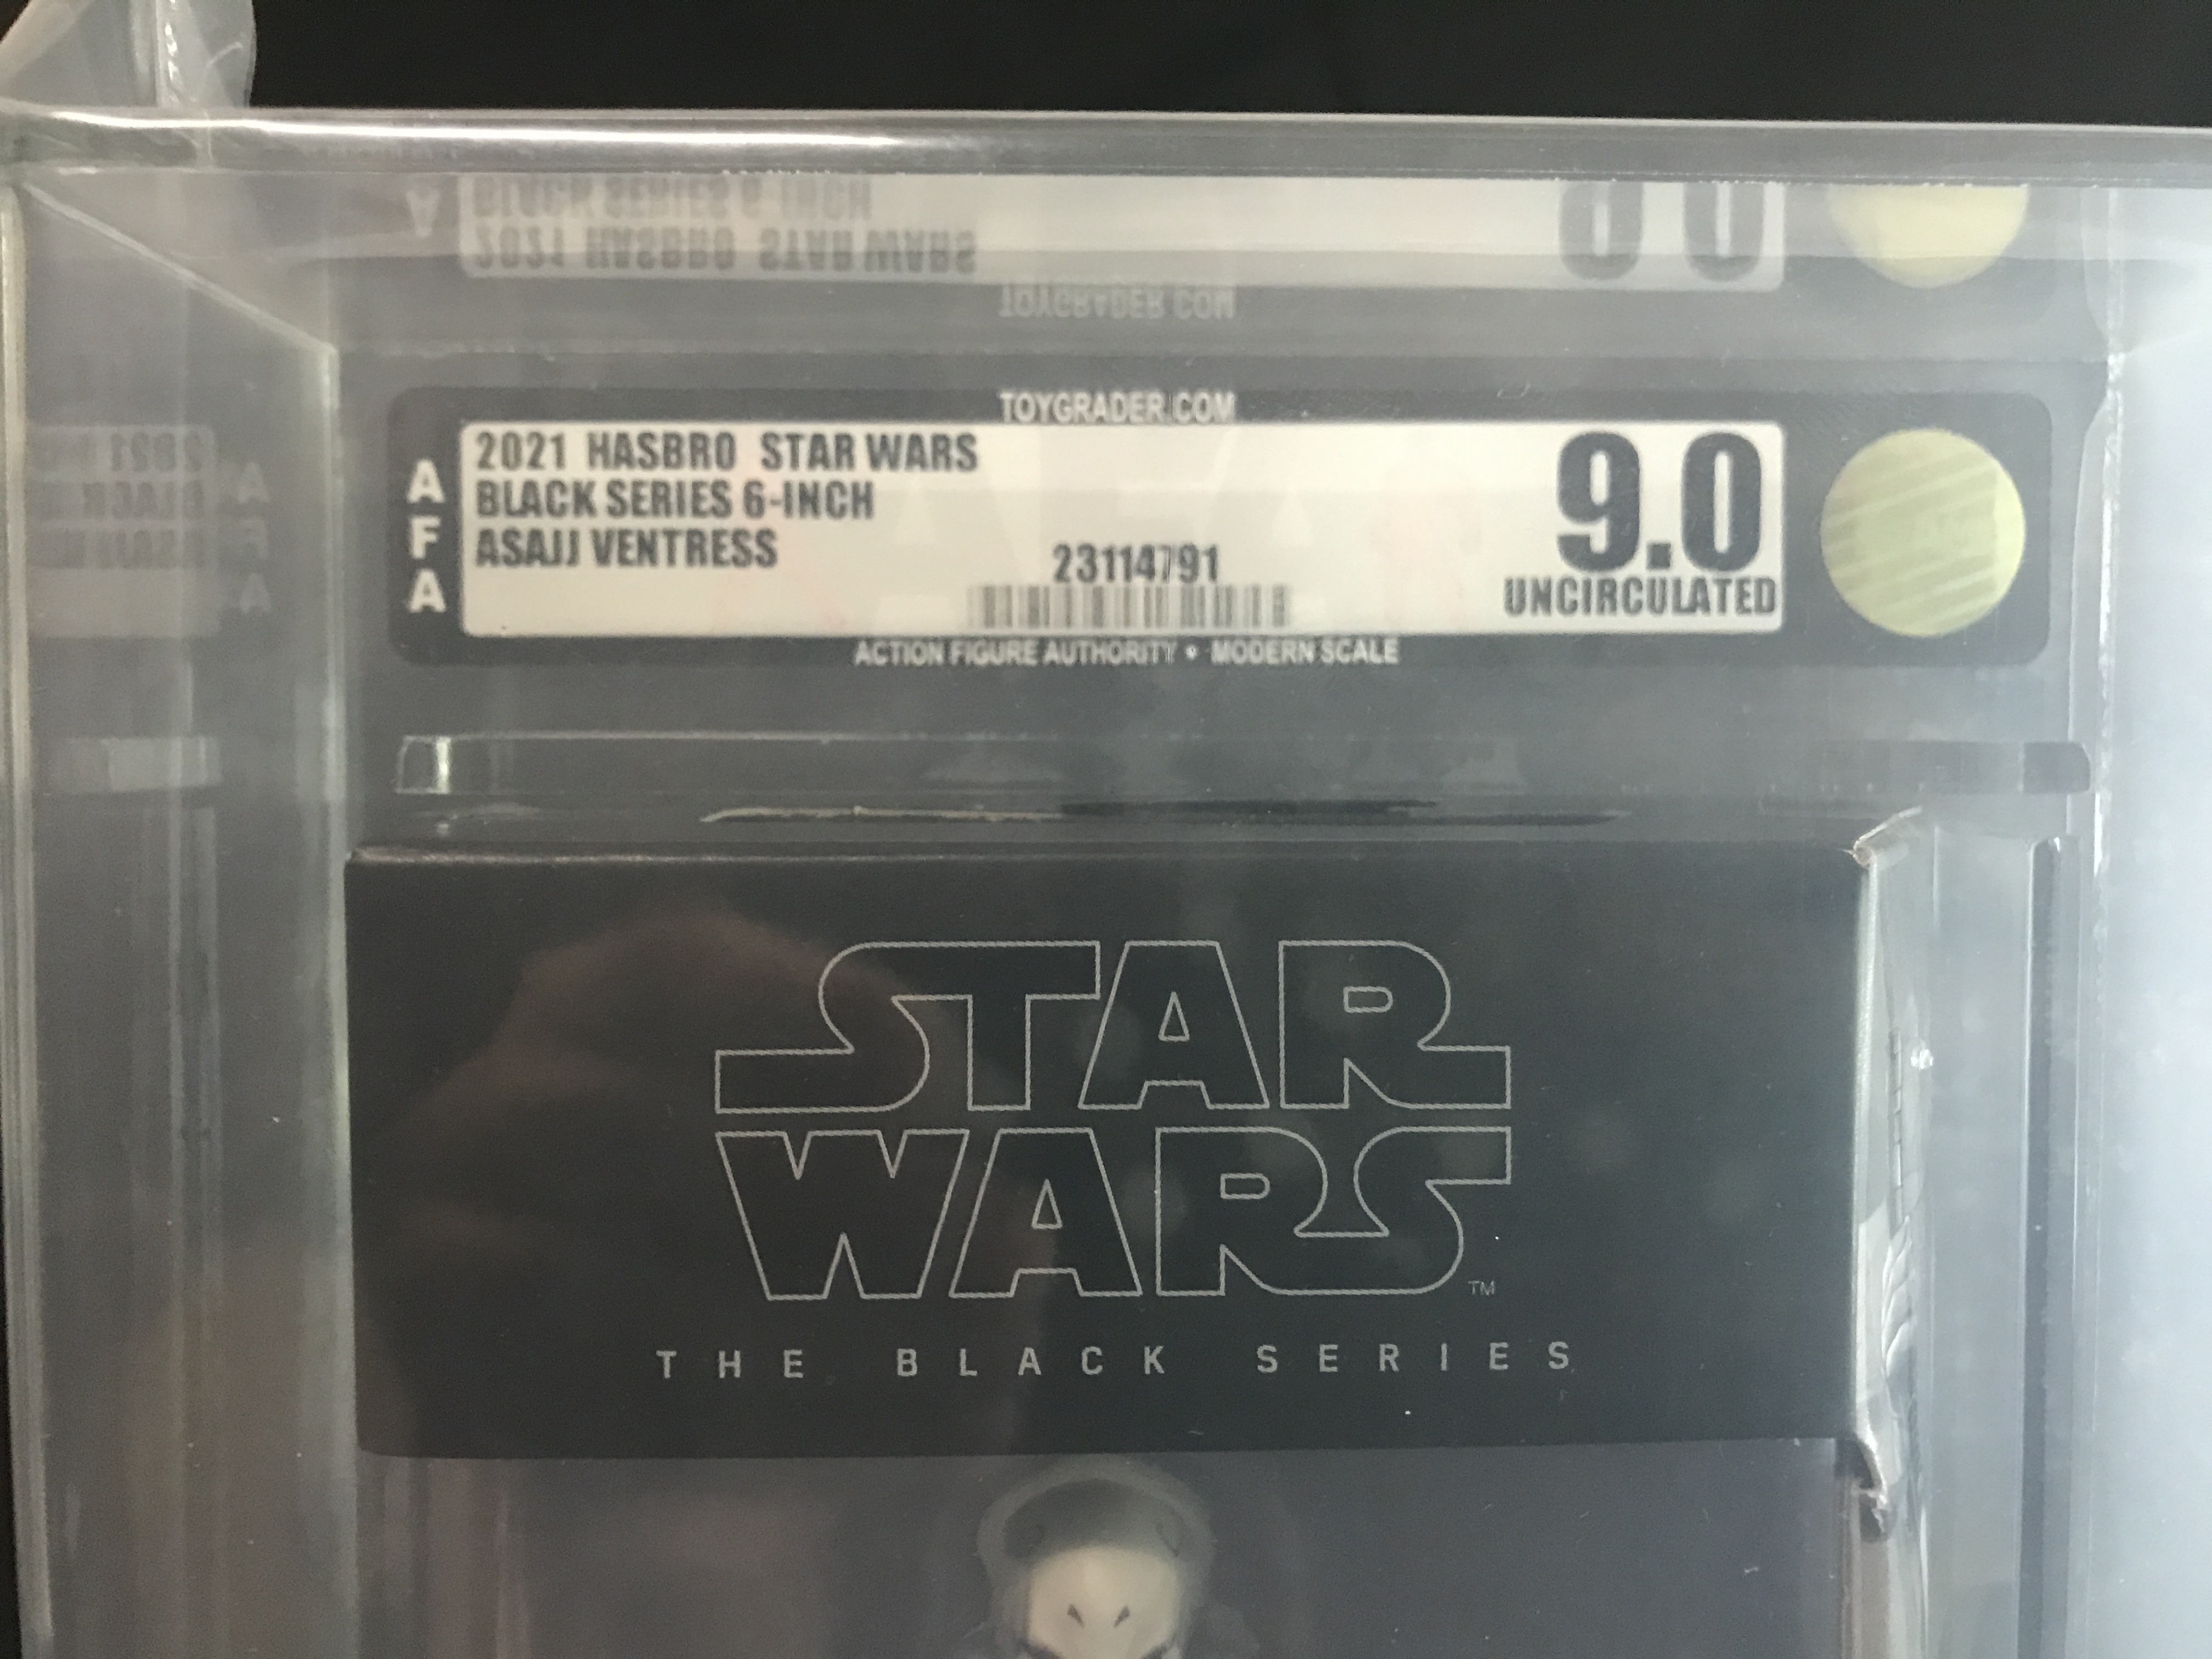 TOYGRADER.COM
AFA
2021 HASBRO STAR WARS
BLACK SERIES 6-INCH
ASAJJ VENTRESS
23114791
9.0
UNCIRCULATED
ACTION FIGURE AUTHORITY • MODERN SCALE
STAR
WARS
TM
THE BLACK SERIES